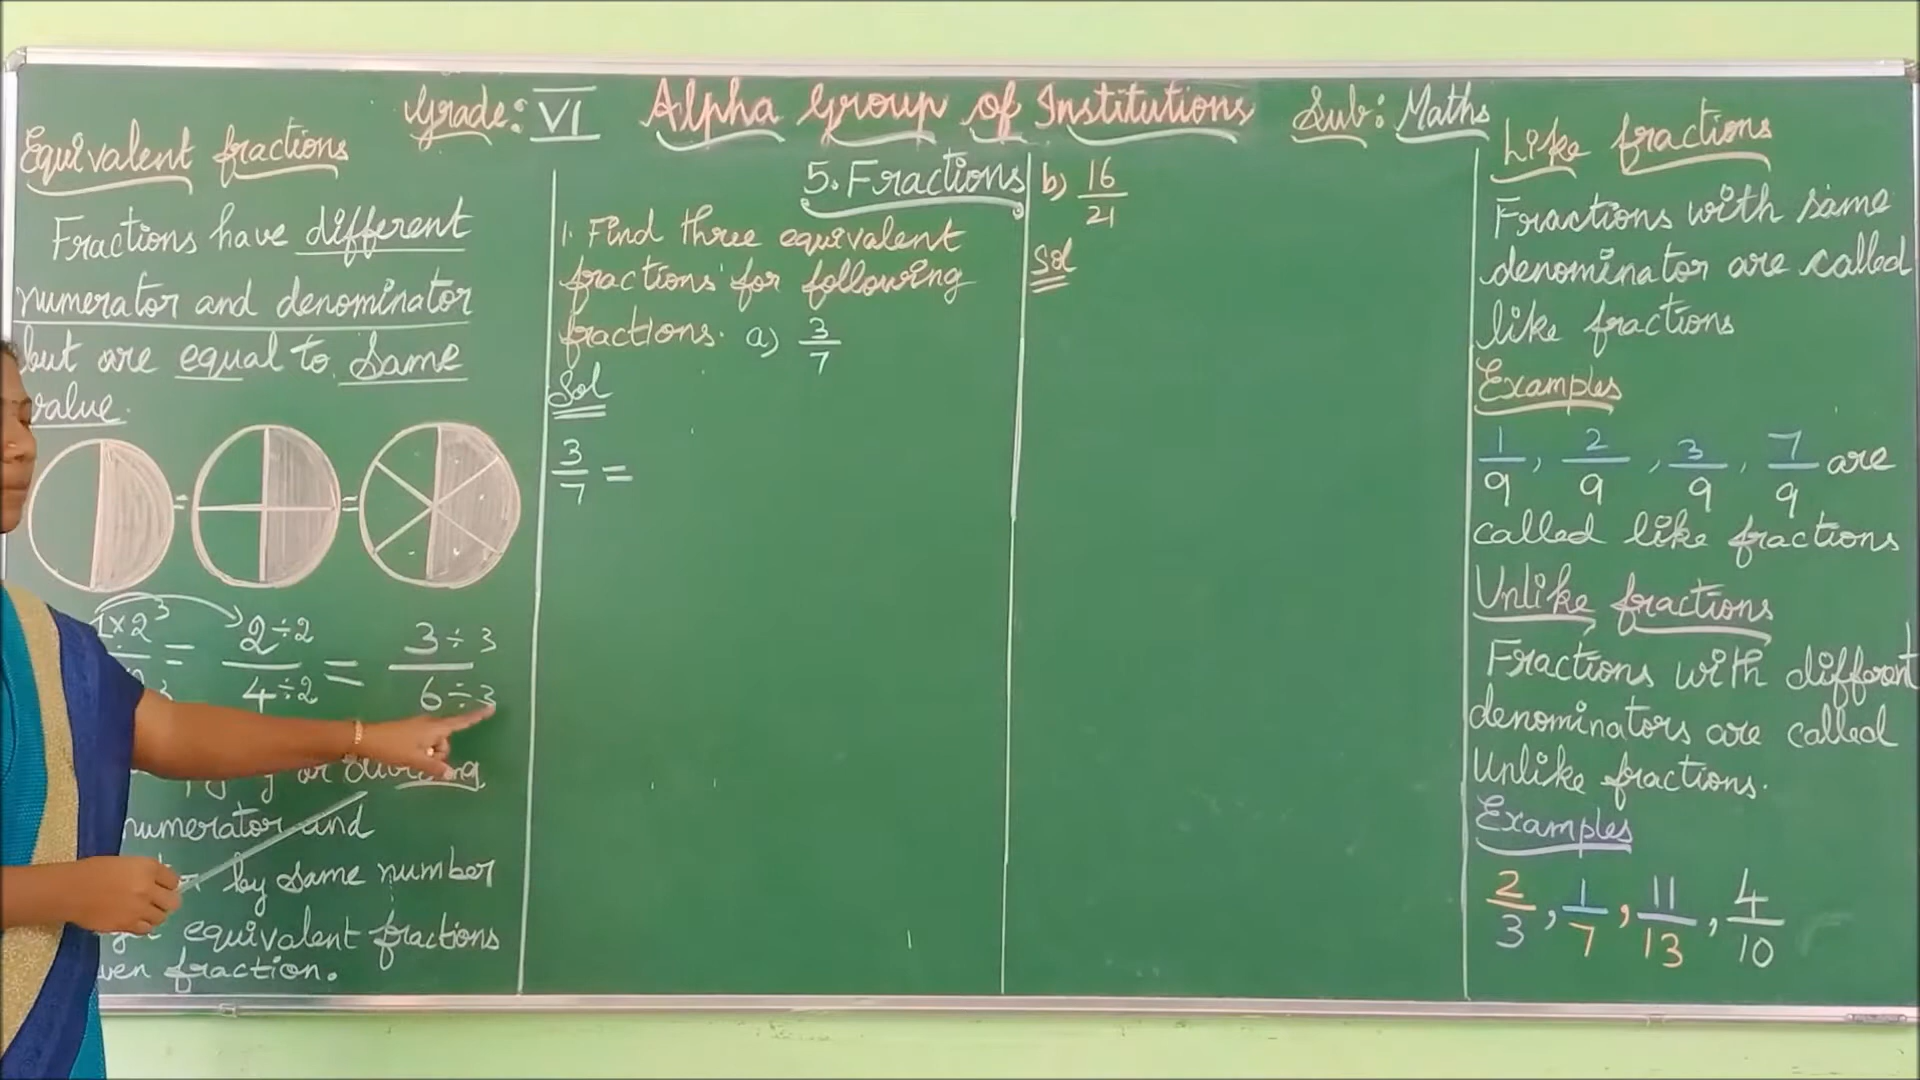 Grade: VI Alpha Group of Institutions Sub: Maths
Equivalent fractions
Fractions have different
numerator and denominator
but are equal to same
value.
= =
1×2 3 = 2÷2 = 3÷3
3 4÷2 6÷3
or
numerator and
by same number
equivalent fractions
fraction.
5. Fractions
1. Find three equivalent
fractions for following
fractions. a) 3/7
Sol
3/7 =
b) 16/21
Sol
Like fractions
Fractions with same
denominator are called
like fractions
Examples
1/9, 2/9, 3/9, 7/9 are
called like fractions
Unlike fractions
Fractions with different
denominators are called
Unlike fractions.
Examples
2/3, 1/7, 11/13, 4/10